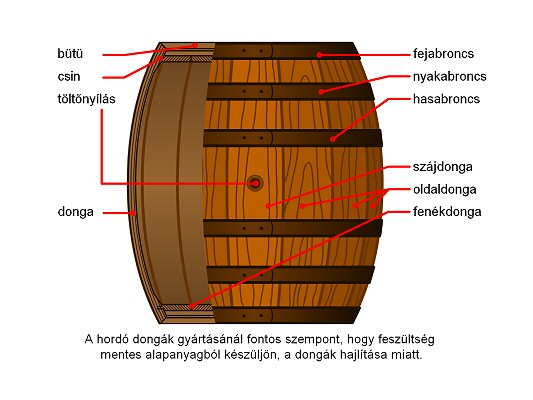 bütü
csin
töltőnyílás
donga
fejabroncs
nyakabroncs
hasabroncs
szájdonga
oldaldonga
fenékdonga
A hordó dongák gyártásánál fontos szempont, hogy feszültség
mentes alapanyagból készüljön, a dongák hajlítása miatt.